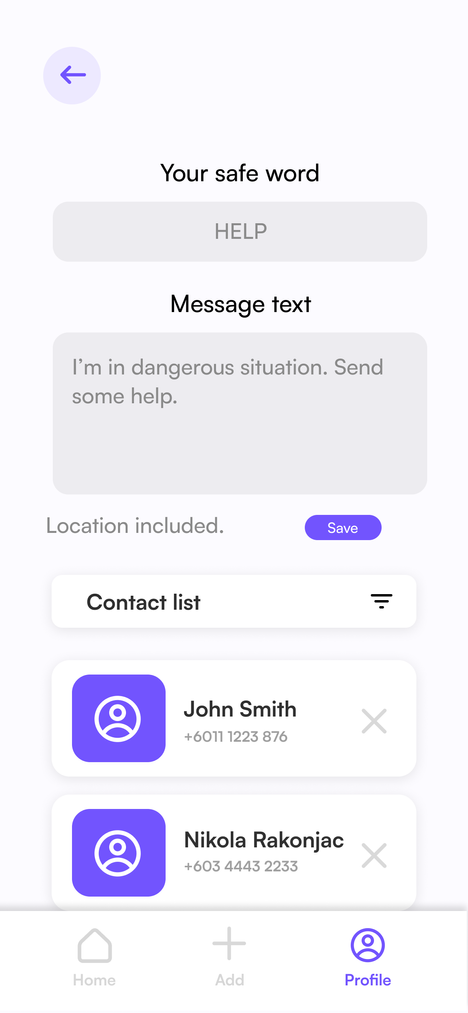 Your safe word
HELP
Message text
I'm in dangerous situation. Send
some help.
Location included.
Save
Contact list
John Smith
+6011 1223 876
Nikola Rakonjac
+603 4443 2233
Home
Add
Profile